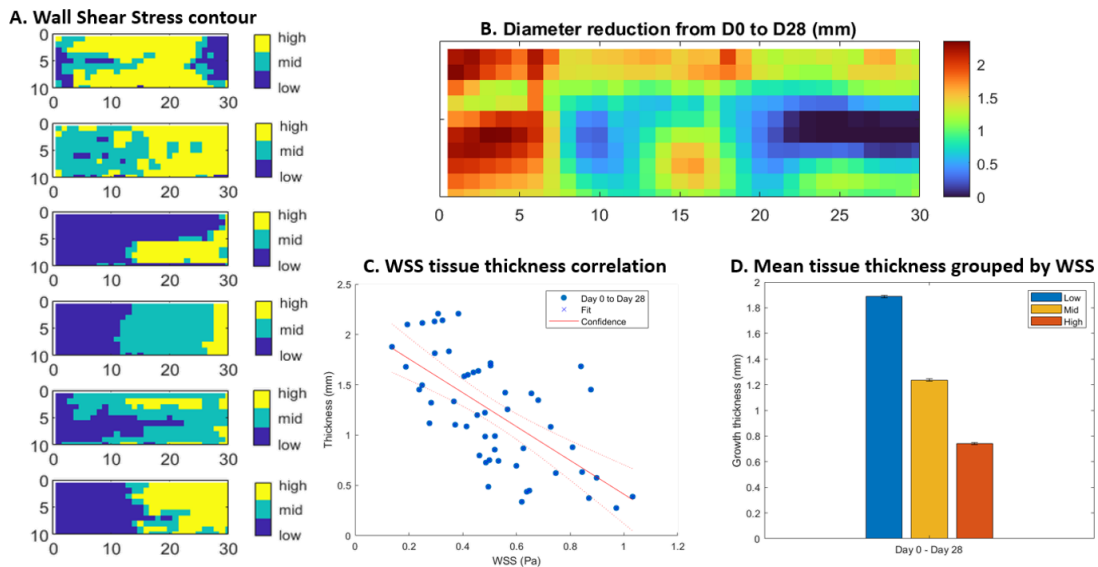 A. Wall Shear Stress contour
0
5
10
0 10 20 30
high
mid
low
0
5
10
0 10 20 30
high
mid
low
0
5
10
0 10 20 30
high
mid
low
0
5
10
0 10 20 30
high
mid
low
0
5
10
0 10 20 30
high
mid
low
0
5
10
0 10 20 30
high
mid
low
B. Diameter reduction from D0 to D28 (mm)
0 5 10 15 20 25 30
2
1.5
1
0.5
0
C. WSS tissue thickness correlation
Thickness (mm)
2.5
2
1.5
1
0.5
0
0 0.2 0.4 0.6 0.8 1 1.2
WSS (Pa)
Day 0 to Day 28
Fit
Confidence
D. Mean tissue thickness grouped by WSS
Growth thickness (mm)
2
1.8
1.6
1.4
1.2
1
0.8
0.6
0.4
0.2
0
Day 0 - Day 28
Low
Mid
High